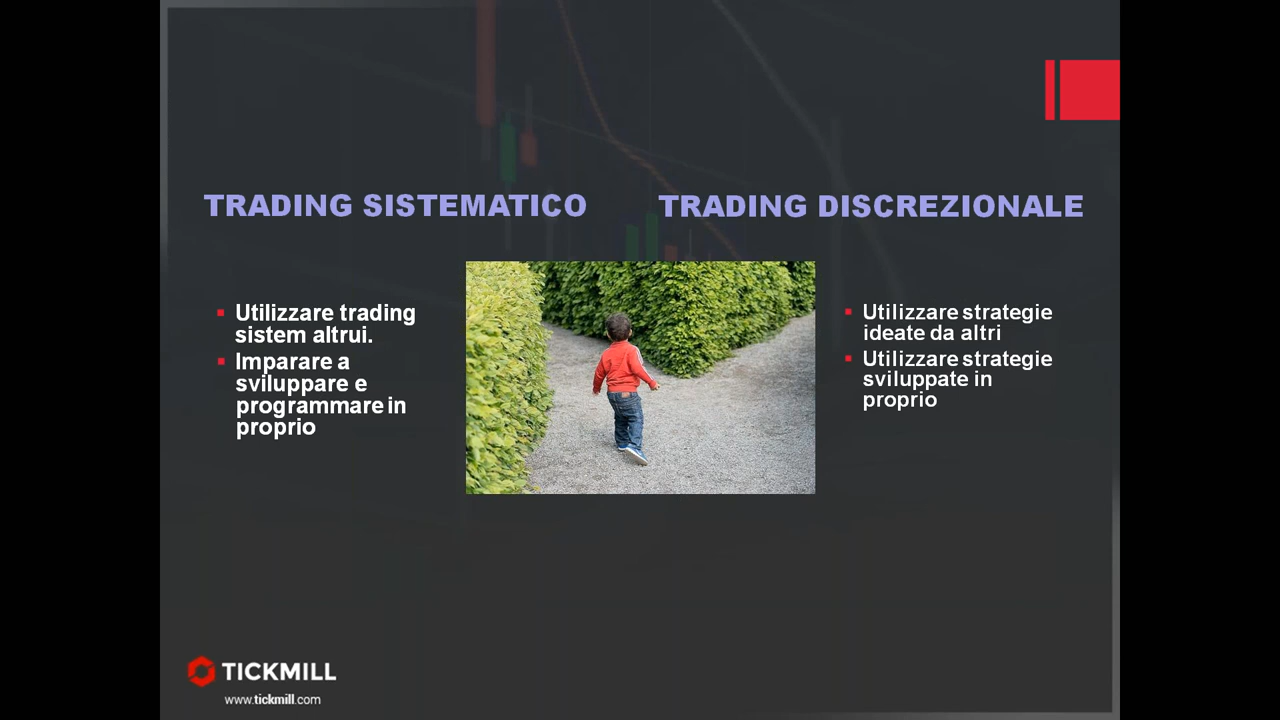 TRADING SISTEMATICO
TRADING DISCREZIONALE
Utilizzare trading
sistem altrui.
Imparare a
sviluppare e
programmare in
proprio
Utilizzare strategie
ideate da altri
Utilizzare strategie
sviluppate in
proprio
TICKMILL
www.tickmill.com